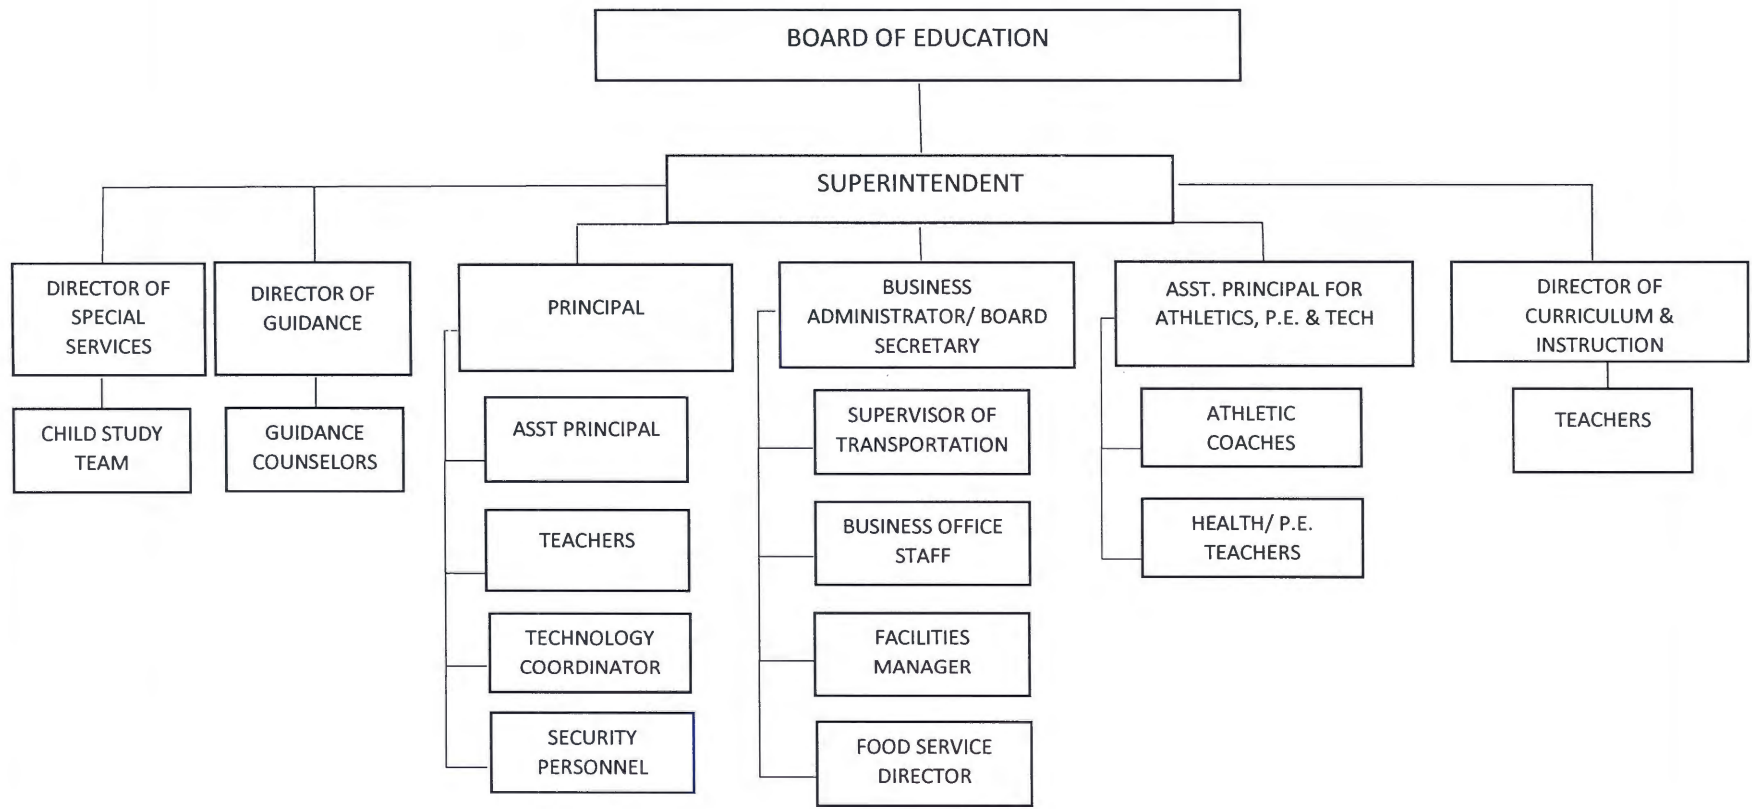 BOARD OF EDUCATION
SUPERINTENDENT
DIRECTOR OF
SPECIAL
SERVICES
DIRECTOR OF
GUIDANCE
PRINCIPAL
BUSINESS
ADMINISTRATOR/ BOARD
SECRETARY
ASST. PRINCIPAL FOR
ATHLETICS, P.E. & TECH
DIRECTOR OF
CURRICULUM &
INSTRUCTION
CHILD STUDY
TEAM
GUIDANCE
COUNSELORS
ASST PRINCIPAL
TEACHERS
TECHNOLOGY
COORDINATOR
SECURITY
PERSONNEL
SUPERVISOR OF
TRANSPORTATION
BUSINESS OFFICE
STAFF
FACILITIES
MANAGER
FOOD SERVICE
DIRECTOR
ATHLETIC
COACHES
HEALTH/ P.E.
TEACHERS
TEACHERS